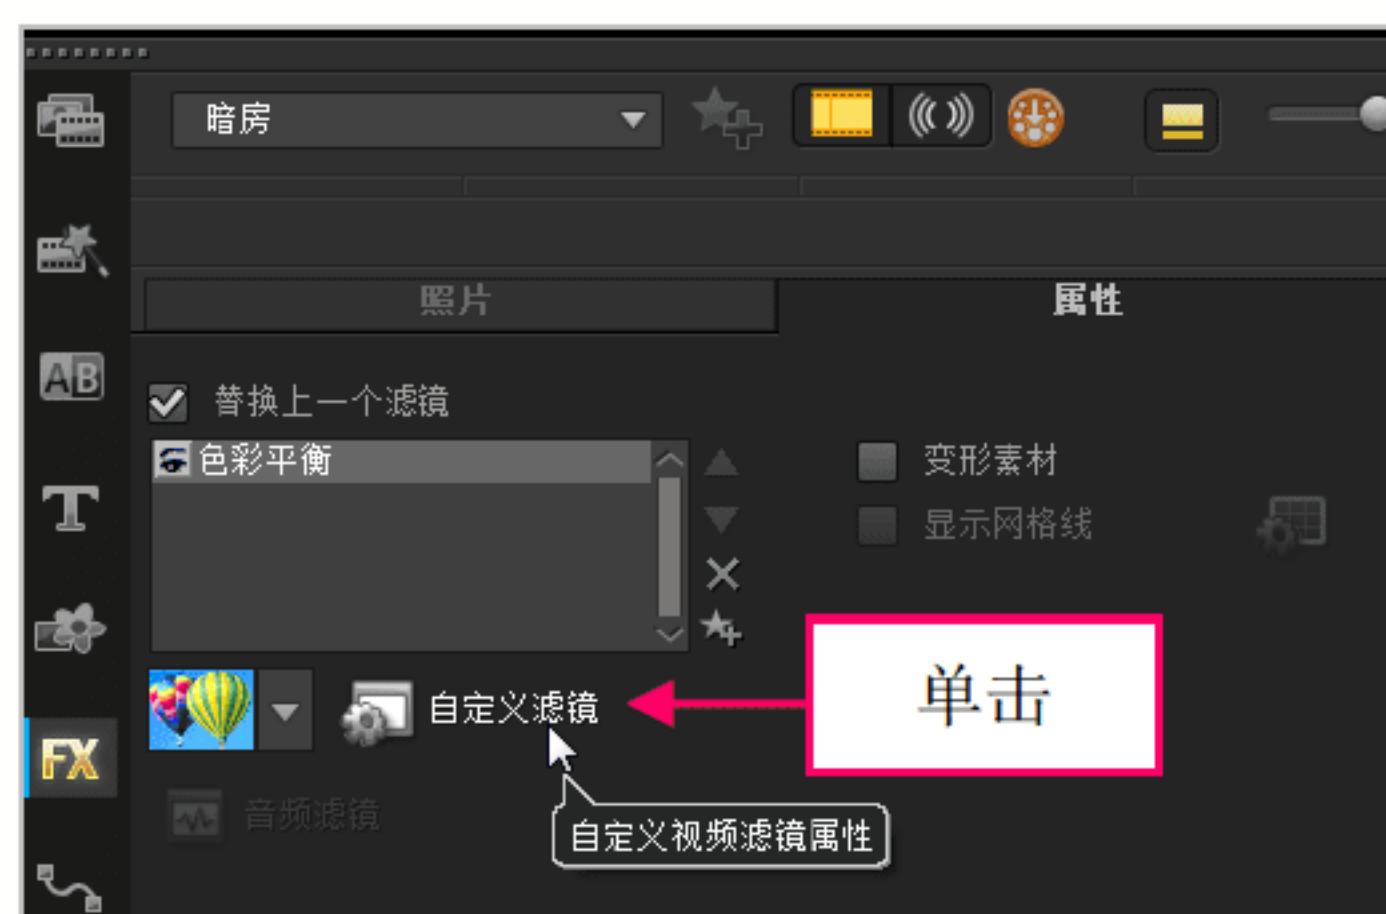 暗房
照片
属性
AB
替换上一个滤镜
色彩平衡
变形素材
T
显示网格线
单击
自定义滤镜
FX
音频滤镜
自定义视频滤镜属性